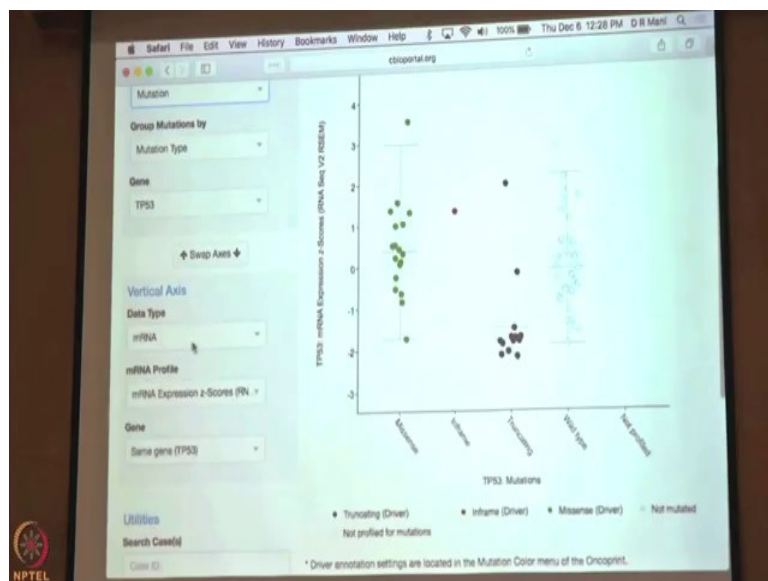 Safari File Edit View History Bookmarks Window Help 100% Thu Dec 6 12:28 PM D R Mani
cbioportal.org
Mutation
Group Mutations by
Mutation Type
Gene
TP53
Swap Axes
Vertical Axis
Data Type
mRNA
mRNA Profile
mRNA Expression z-Scores (RN
Gene
Same gene (TP53)
Utilities
Search Case(s)
Case ID
TP53: mRNA Expression z-Scores (RNA Seq V2 RSEM)
4
3
2
1
0
-1
-2
-3
Missense
Inframe
Truncating
Wild type
Not profiled
TP53: Mutations
Truncating (Driver) Inframe (Driver) Missense (Driver) Not mutated
Not profiled for mutations
* Driver annotation settings are located in the Mutation Color menu of the Oncoprint.
NPTEL